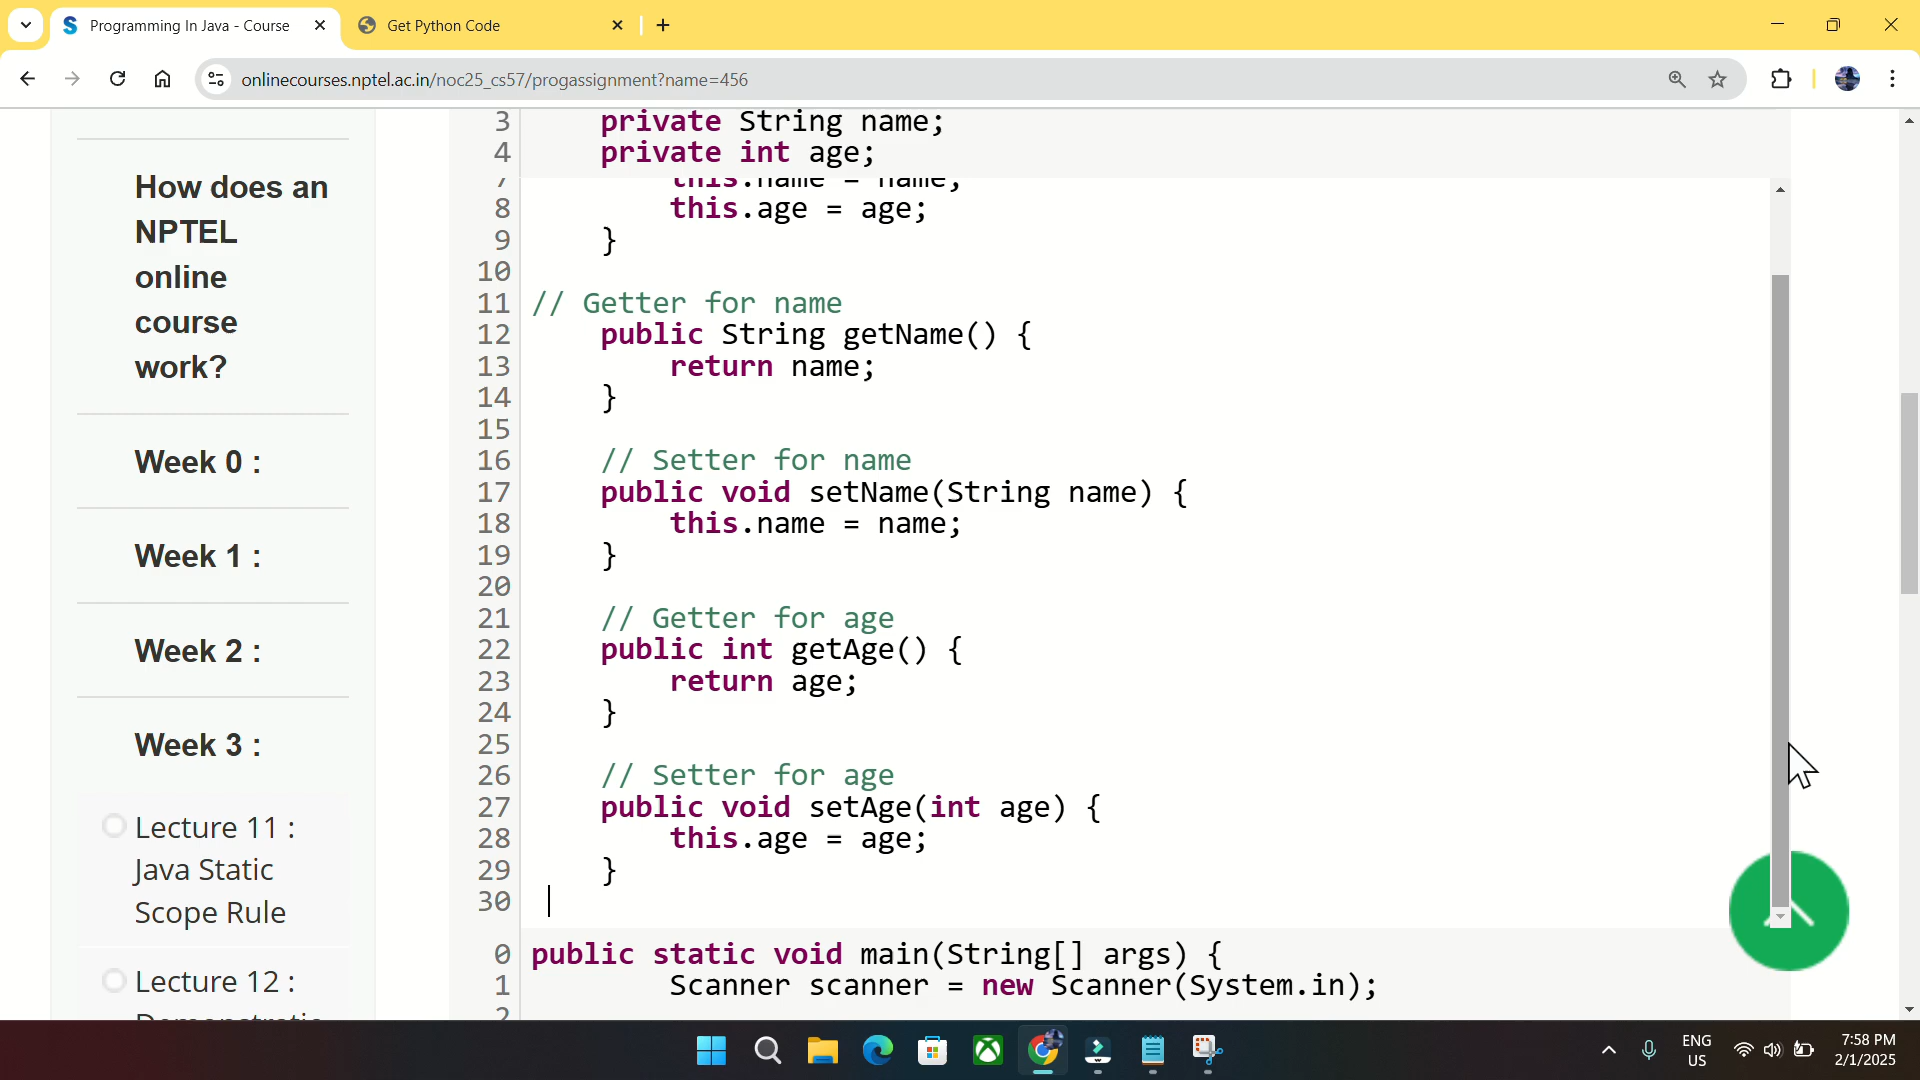 Programming In Java - Course
Get Python Code
onlinecourses.nptel.ac.in/noc25_cs57/progassignment?name=456
How does an
NPTEL
online
course
work?
Week 0 :
Week 1 :
Week 2 :
Week 3 :
Lecture 11 :
Java Static
Scope Rule
Lecture 12 :
Demonstratio
3 private String name;
4 private int age;
7 this.name = name;
8 this.age = age;
9 }
10
11 // Getter for name
12 public String getName() {
13 return name;
14 }
15
16 // Setter for name
17 public void setName(String name) {
18 this.name = name;
19 }
20
21 // Getter for age
22 public int getAge() {
23 return age;
24 }
25
26 // Setter for age
27 public void setAge(int age) {
28 this.age = age;
29 }
30
0 public static void main(String[] args) {
1 Scanner scanner = new Scanner(System.in);
2
ENG
US
7:58 PM
2/1/2025